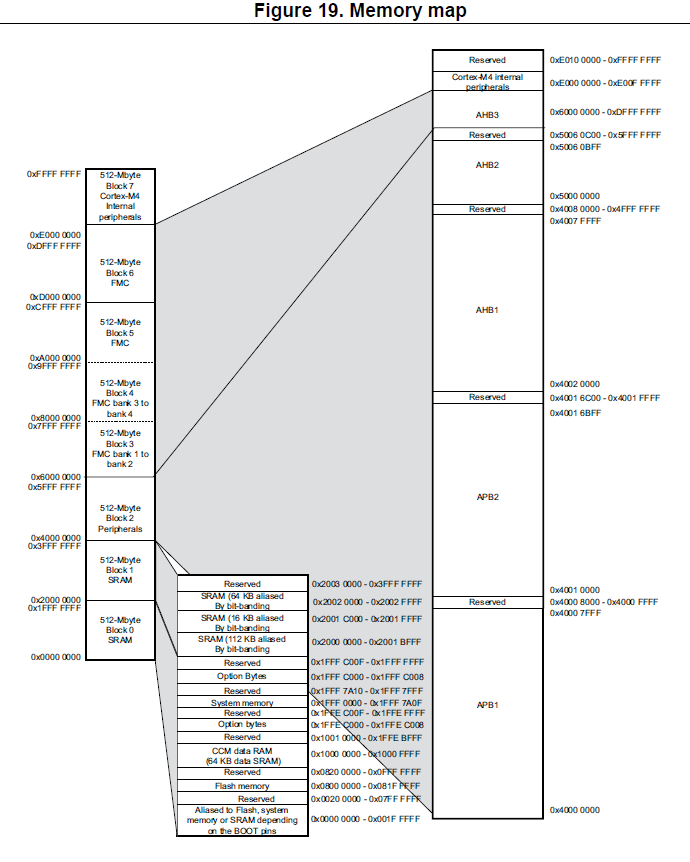 Figure 19. Memory map
0xFFFF FFFF
512-Mbyte
Block 7
Cortex-M4
Internal
peripherals
0xE000 0000
0xDFFF FFFF
512-Mbyte
Block 6
FMC
0xD000 0000
0xCFFF FFFF
512-Mbyte
Block 5
FMC
0xA000 0000
0x9FFF FFFF
512-Mbyte
Block 4
FMC bank 3 to
bank 4
0x8000 0000
0x7FFF FFFF
512-Mbyte
Block 3
FMC bank 1 to
bank 2
0x6000 0000
0x5FFF FFFF
512-Mbyte
Block 2
Peripherals
0x4000 0000
0x3FFF FFFF
512-Mbyte
Block 1
SRAM
0x2000 0000
0x1FFF FFFF
512-Mbyte
Block 0
SRAM
0x0000 0000
Reserved 0x2003 0000 - 0x3FFF FFFF
SRAM (64 KB aliased
By bit-banding 0x2002 0000 - 0x2002 FFFF
SRAM (16 KB aliased
By bit-banding 0x2001 C000 - 0x2001 FFFF
SRAM (112 KB aliased
By bit-banding 0x2000 0000 - 0x2001 BFFF
Reserved 0x1FFF C00F - 0x1FFF FFFF
Option Bytes 0x1FFF C000 - 0x1FFF C008
Reserved 0x1FFF 7A10 - 0x1FFF 7FFF
System memory 0x1FFF 0000 - 0x1FFF 7A0F
Reserved 0x1FFE C00F - 0x1FFE FFFF
Option bytes 0x1FFE C000 - 0x1FFE C008
Reserved 0x1001 0000 - 0x1FFE BFFF
CCM data RAM
(64 KB data SRAM) 0x1000 0000 - 0x1000 FFFF
Reserved 0x0820 0000 - 0x0FFF FFFF
Flash memory 0x0800 0000 - 0x081F FFFF
Reserved 0x0020 0000 - 0x07FF FFFF
Aliased to Flash, system
memory or SRAM depending
on the BOOT pins 0x0000 0000 - 0x001F FFFF
Reserved 0xE010 0000 - 0xFFFF FFFF
Cortex-M4 internal
peripherals 0xE000 0000 - 0xE00F FFFF
AHB3 0x6000 0000 - 0xDFFF FFFF
Reserved 0x5006 0C00 - 0x5FFF FFFF
0x5006 0BFF
AHB2
0x5000 0000
Reserved 0x4008 0000 - 0x4FFF FFFF
0x4007 FFFF
AHB1
0x4002 0000
Reserved 0x4001 6C00 - 0x4001 FFFF
0x4001 6BFF
APB2
0x4001 0000
Reserved 0x4000 8000 - 0x4000 FFFF
0x4000 7FFF
APB1
0x4000 0000